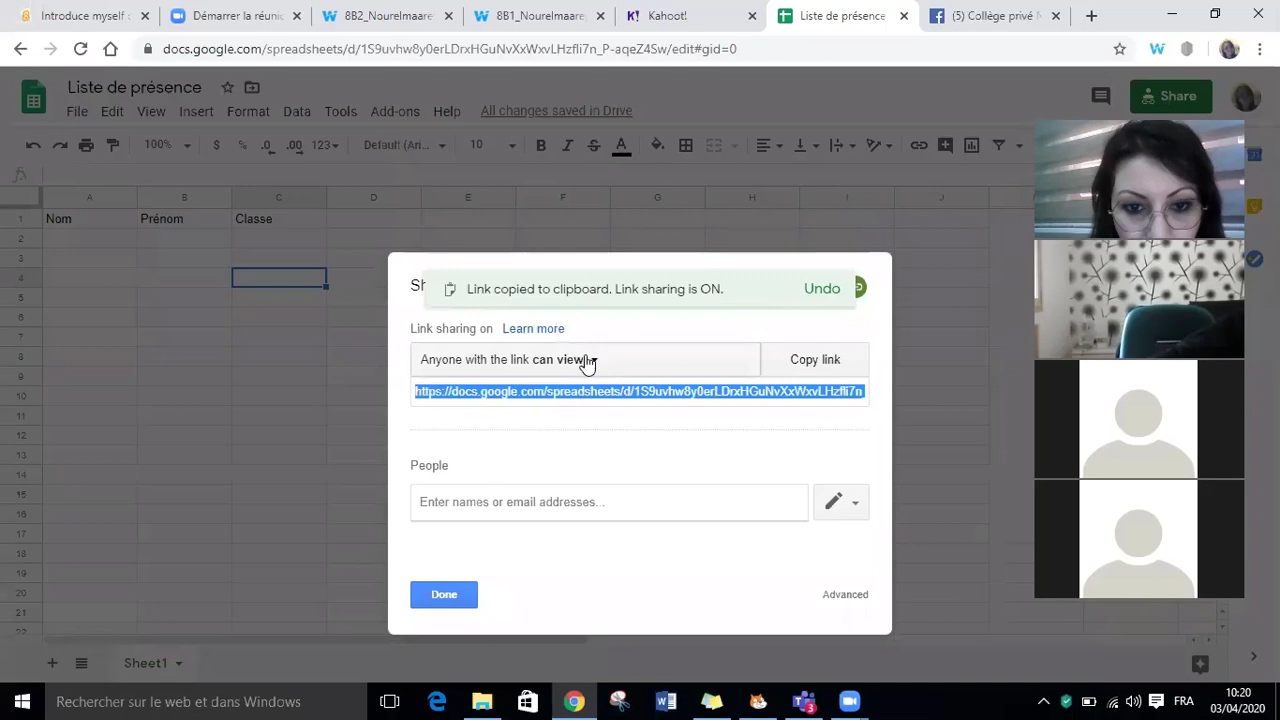 Introduce myself
Démarrer la réunio
8B2_Nourelmaare
8B1_Nourelmaare
Kahoot!
Liste de présence
(5) Collège privé
docs.google.com/spreadsheets/d/1S9uvhw8y0erLDrxHGuNvXxWxvLHzfli7n_P-aqeZ4Sw/edit#gid=0
Liste de présence
File Edit View Insert Format Data Tools Add-ons Help All changes saved in Drive
Share
100% $ % .0 .00 123 Default (Ari... 10 B I S A
fx
A B C D E F G H I J
1 Nom Prénom Classe
2
3
4
5
6
7
8
9
10
11
12
13
14
15
16
17
18
19
20
21
22
Link copied to clipboard. Link sharing is ON. Undo
Link sharing on Learn more
Anyone with the link can view
Copy link
https://docs.google.com/spreadsheets/d/1S9uvhw8y0erLDrxHGuNvXxWxvLHzfli7n
People
Enter names or email addresses...
Done
Advanced
Sheet1
Rechercher sur le web et dans Windows
FRA
10:20
03/04/2020